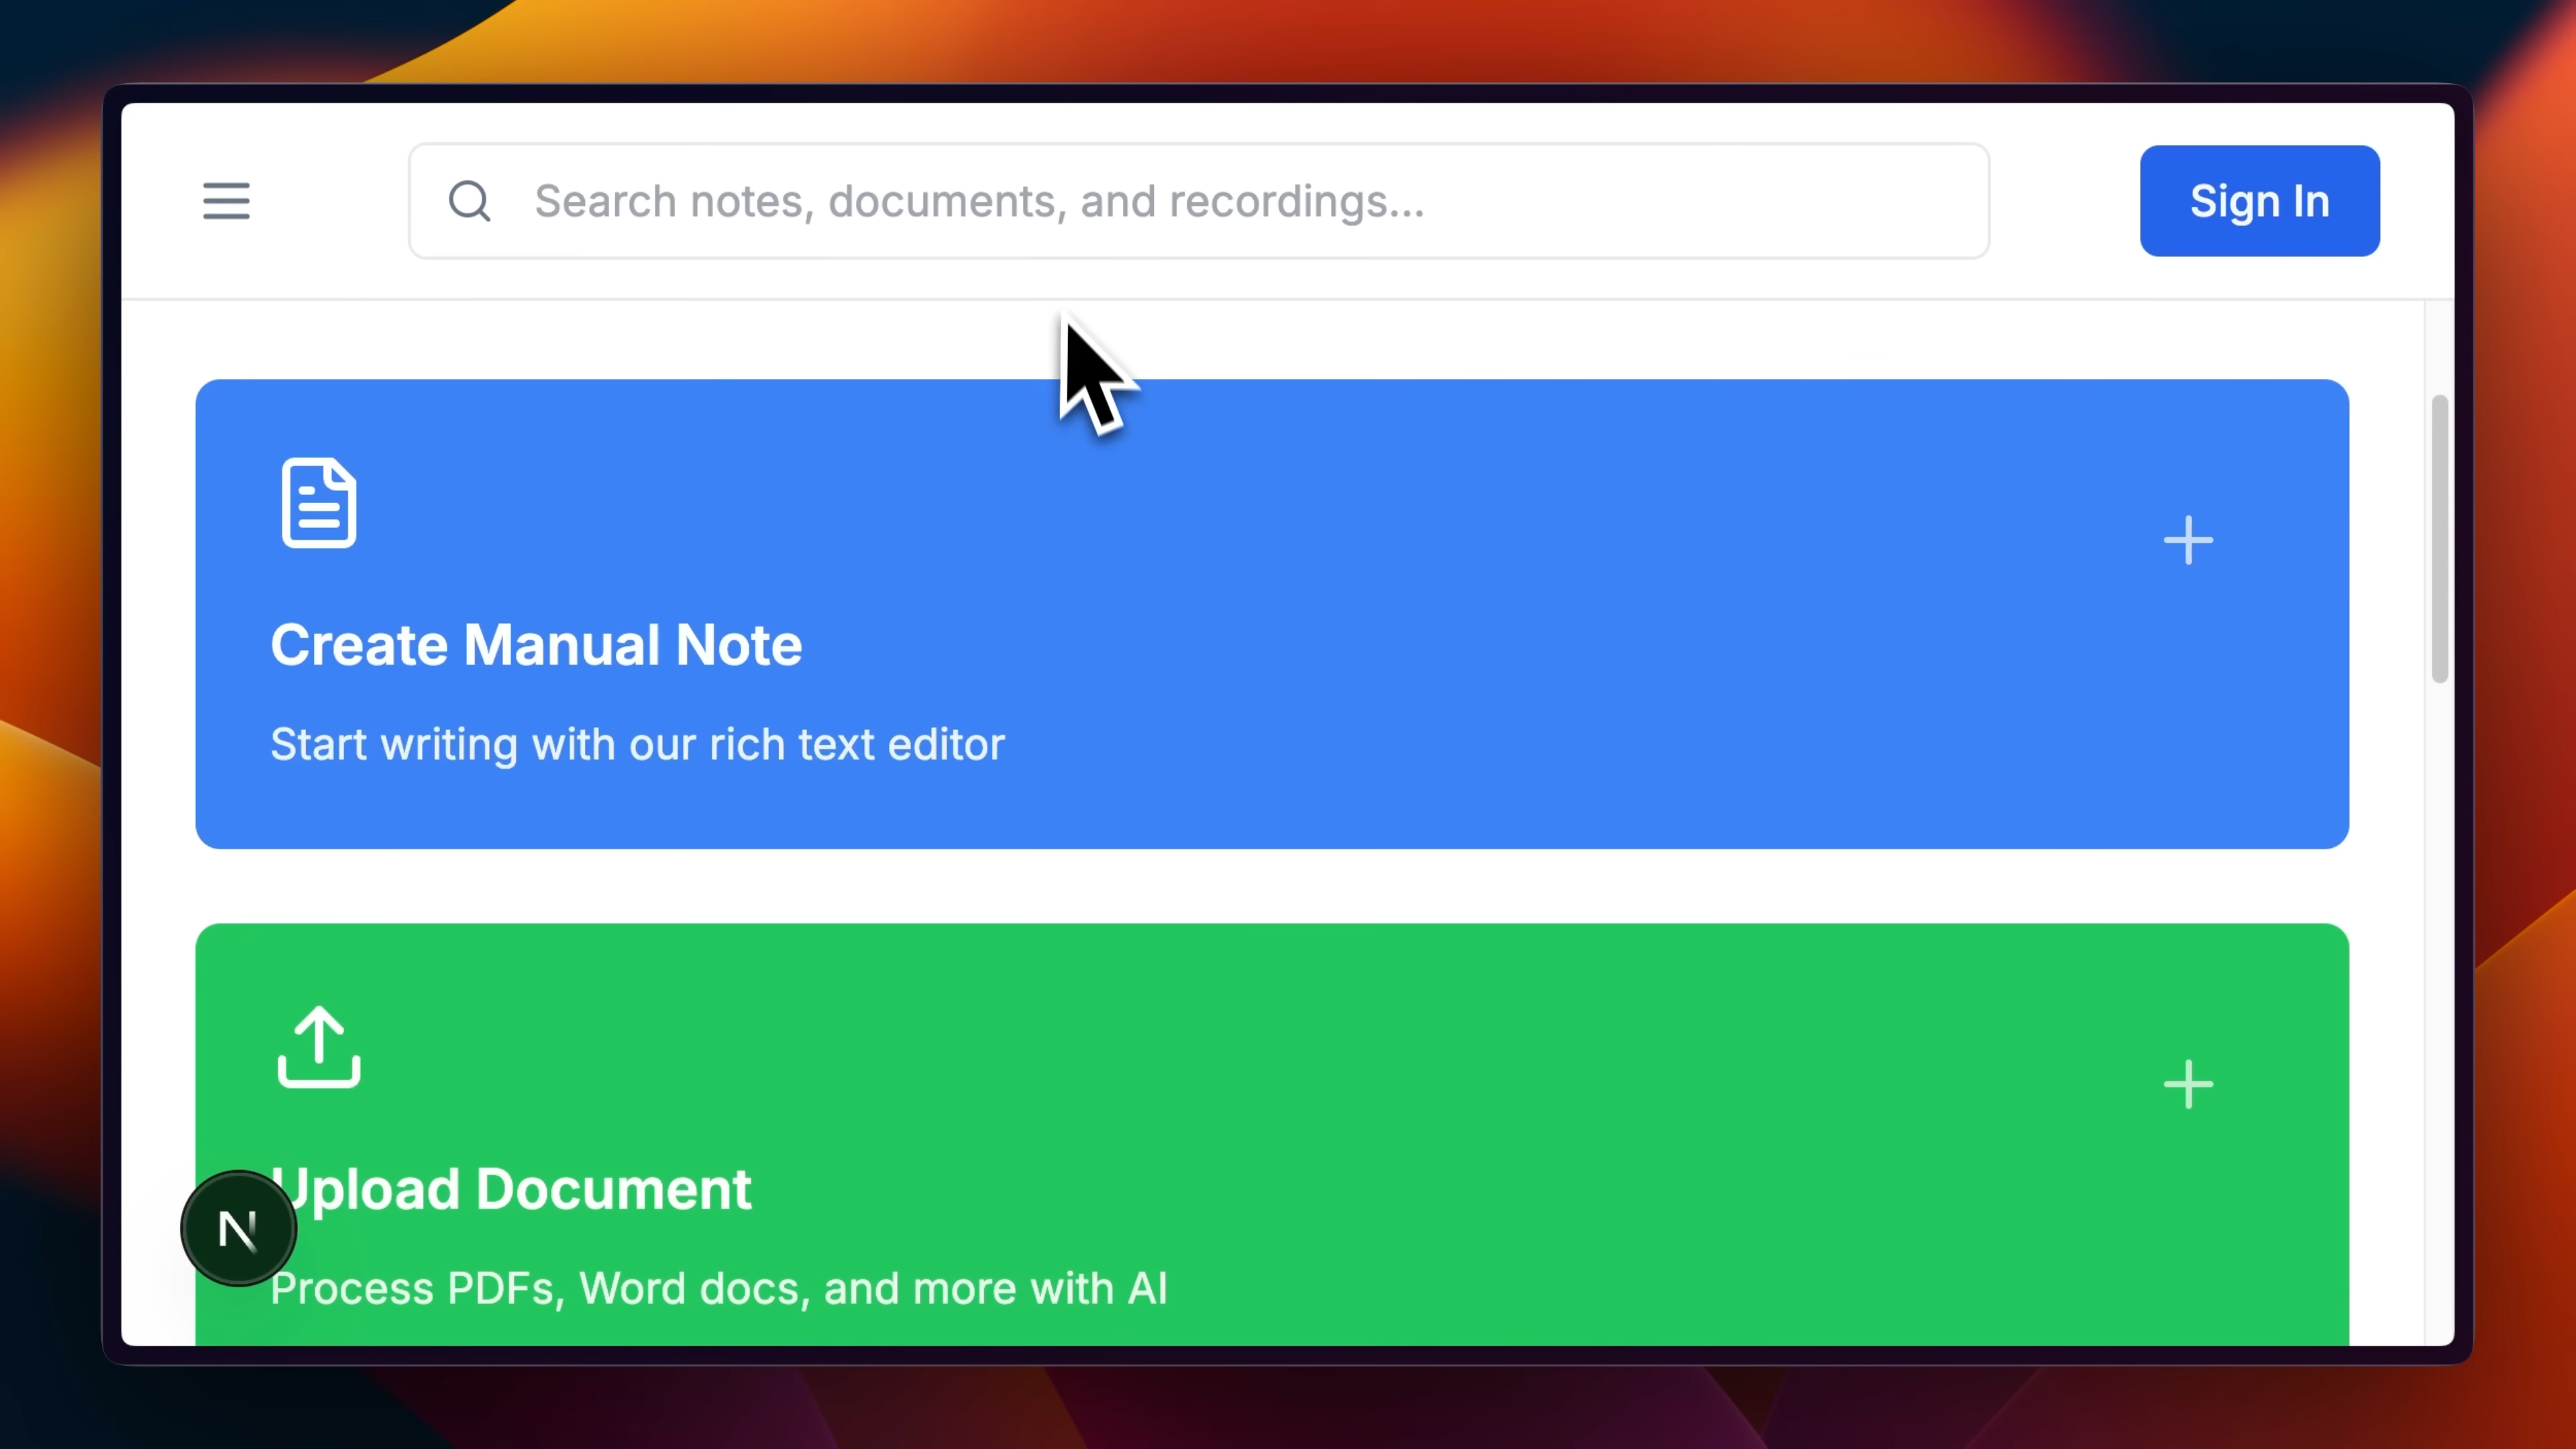 Search notes, documents, and recordings...
Sign In
Create Manual Note
Start writing with our rich text editor
Upload Document
N
Process PDFs, Word docs, and more with AI